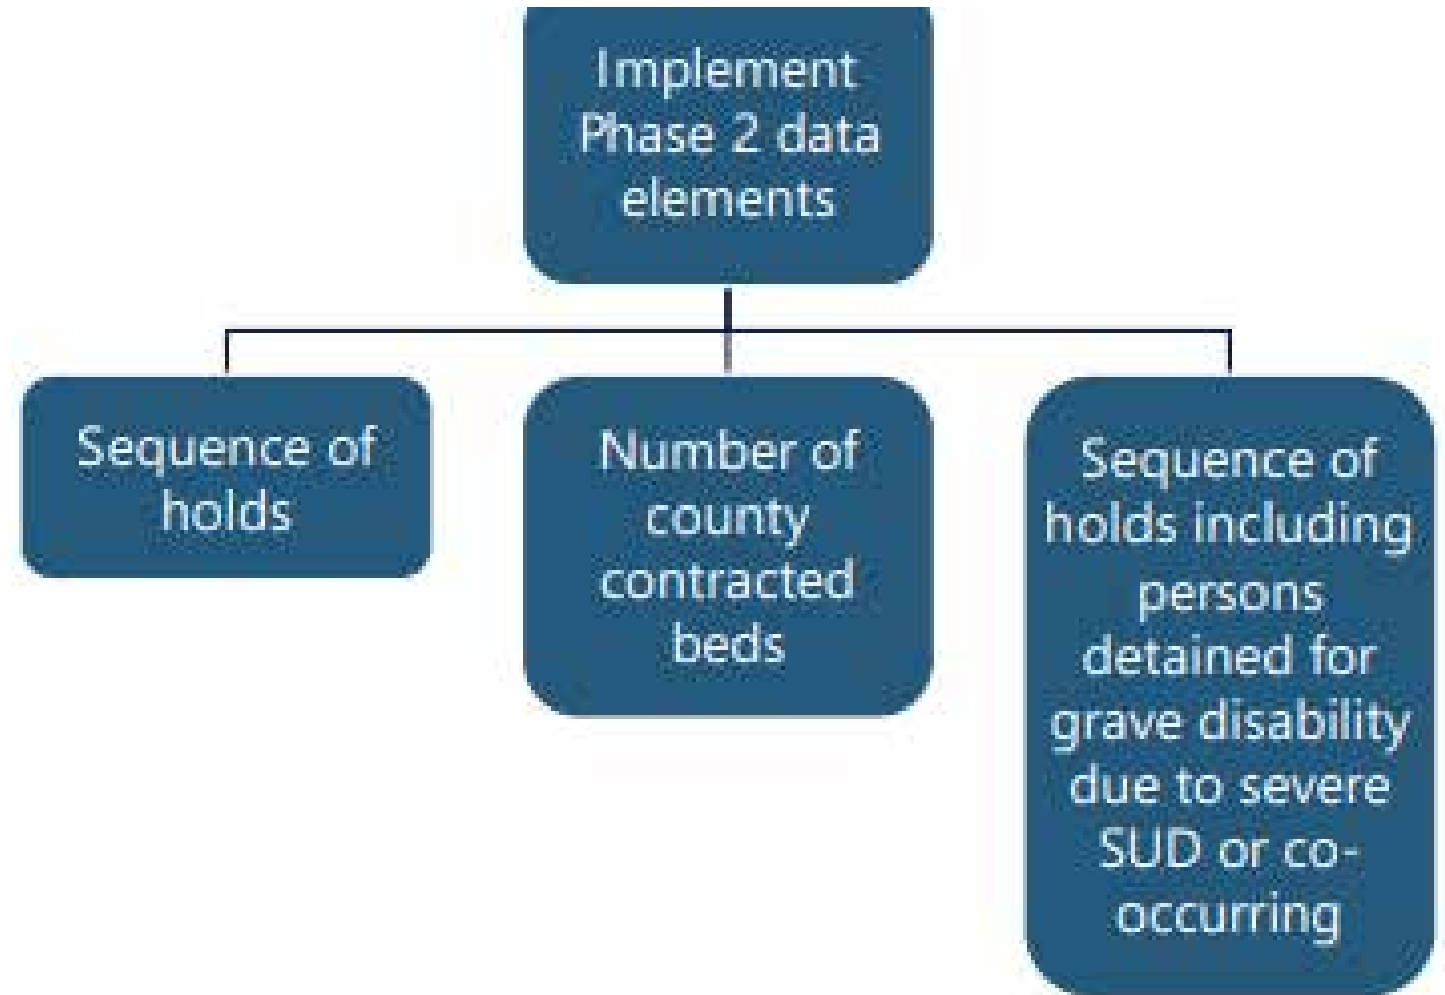 Implement
Phase 2 data
elements
Sequence of
holds
Number of
county
contracted
beds
Sequence of
holds including
persons
detained for
grave disability
due to severe
SUD or co-
occurring